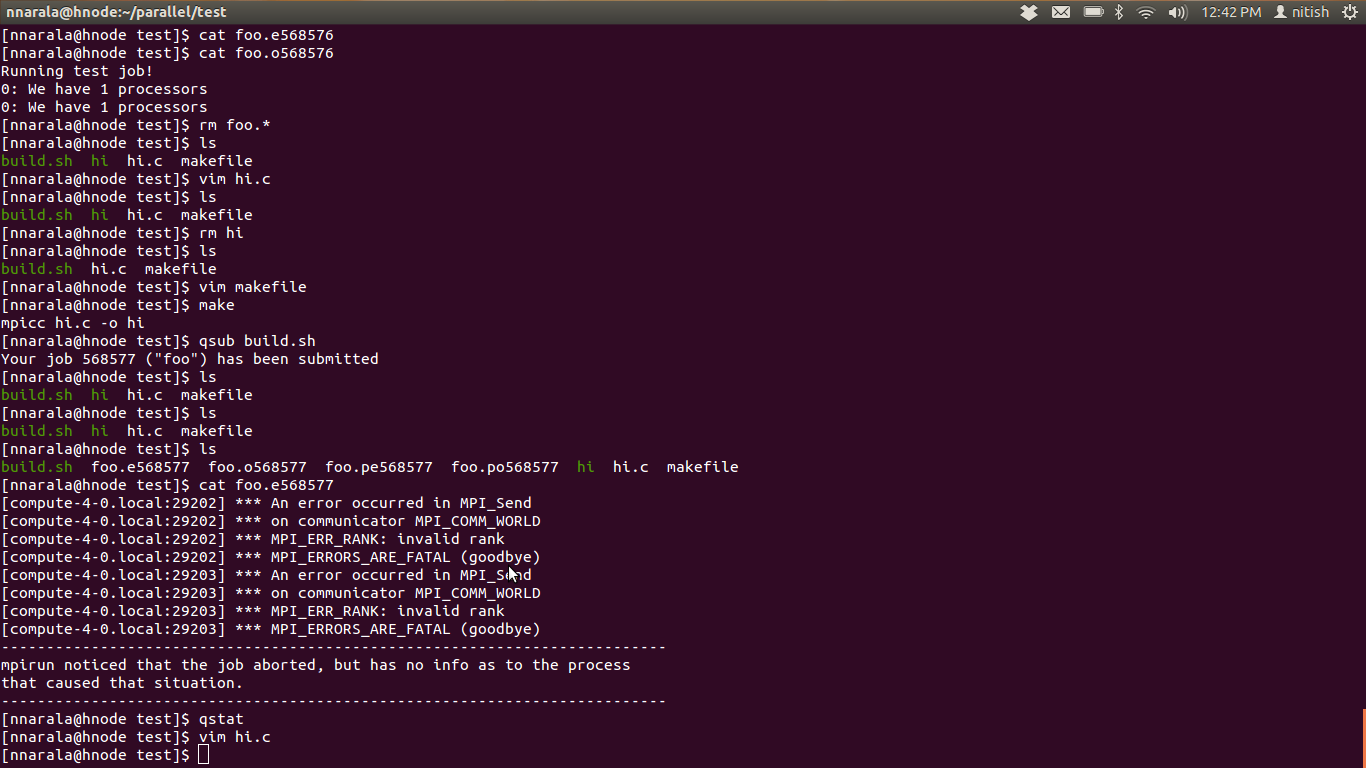 nnarala@hnode:~/parallel/test 12:42 PM nitish
[nnarala@hnode test]$ cat foo.e568576
[nnarala@hnode test]$ cat foo.o568576
Running test job!
0: We have 1 processors
0: We have 1 processors
[nnarala@hnode test]$ rm foo.*
[nnarala@hnode test]$ ls
build.sh  hi  hi.c  makefile
[nnarala@hnode test]$ vim hi.c
[nnarala@hnode test]$ ls
build.sh  hi  hi.c  makefile
[nnarala@hnode test]$ rm hi
[nnarala@hnode test]$ ls
build.sh  hi.c  makefile
[nnarala@hnode test]$ vim makefile
[nnarala@hnode test]$ make
mpicc hi.c -o hi
[nnarala@hnode test]$ qsub build.sh
Your job 568577 ("foo") has been submitted
[nnarala@hnode test]$ ls
build.sh  hi  hi.c  makefile
[nnarala@hnode test]$ ls
build.sh  hi  hi.c  makefile
[nnarala@hnode test]$ ls
build.sh  foo.e568577  foo.o568577  foo.pe568577  foo.po568577  hi  hi.c  makefile
[nnarala@hnode test]$ cat foo.e568577
[compute-4-0.local:29202] *** An error occurred in MPI_Send
[compute-4-0.local:29202] *** on communicator MPI_COMM_WORLD
[compute-4-0.local:29202] *** MPI_ERR_RANK: invalid rank
[compute-4-0.local:29202] *** MPI_ERRORS_ARE_FATAL (goodbye)
[compute-4-0.local:29203] *** An error occurred in MPI_Send
[compute-4-0.local:29203] *** on communicator MPI_COMM_WORLD
[compute-4-0.local:29203] *** MPI_ERR_RANK: invalid rank
[compute-4-0.local:29203] *** MPI_ERRORS_ARE_FATAL (goodbye)
--------------------------------------------------------------------------
mpirun noticed that the job aborted, but has no info as to the process
that caused that situation.
--------------------------------------------------------------------------
[nnarala@hnode test]$ qstat
[nnarala@hnode test]$ vim hi.c
[nnarala@hnode test]$